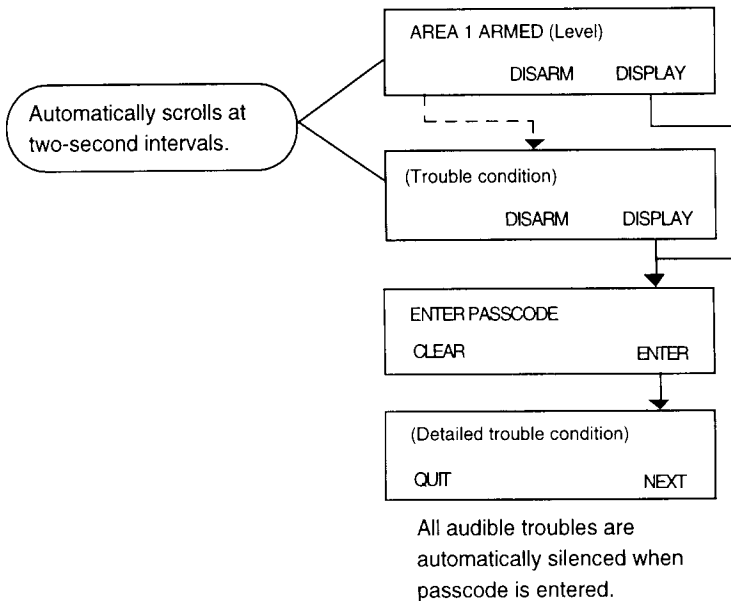 AREA 1 ARMED (Level)
DISARM DISPLAY
Automatically scrolls at
two-second intervals.
(Trouble condition)
DISARM DISPLAY
ENTER PASSCODE
CLEAR ENTER
(Detailed trouble condition)
QUIT NEXT
All audible troubles are
automatically silenced when
passcode is entered.